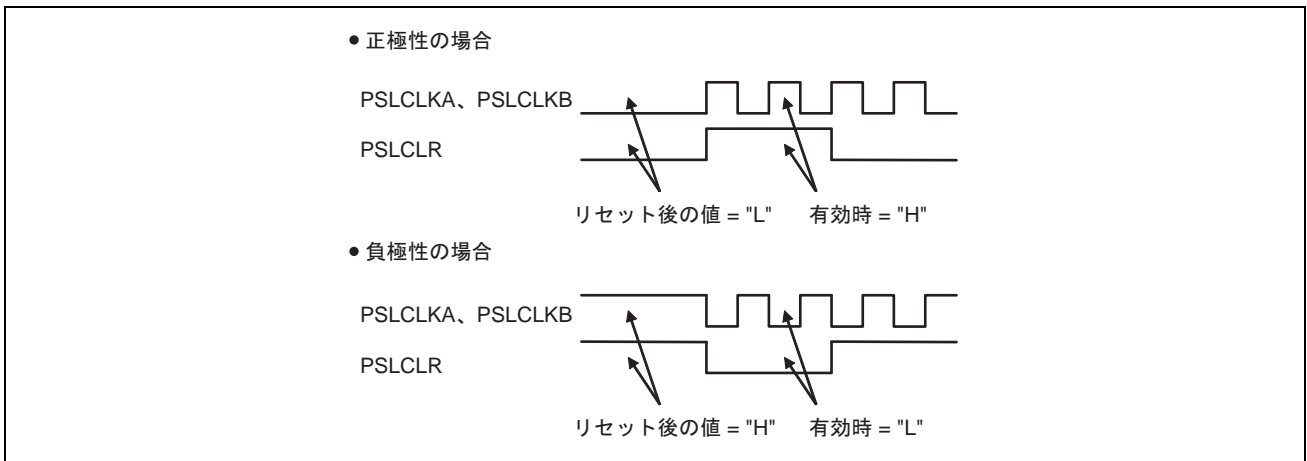 ● 正極性の場合
PSLCLKA、PSLCLKB
PSLCLR
リセット後の値 = "L" 有効時 = "H"
● 負極性の場合
PSLCLKA、PSLCLKB
PSLCLR
リセット後の値 = "H" 有効時 = "L"